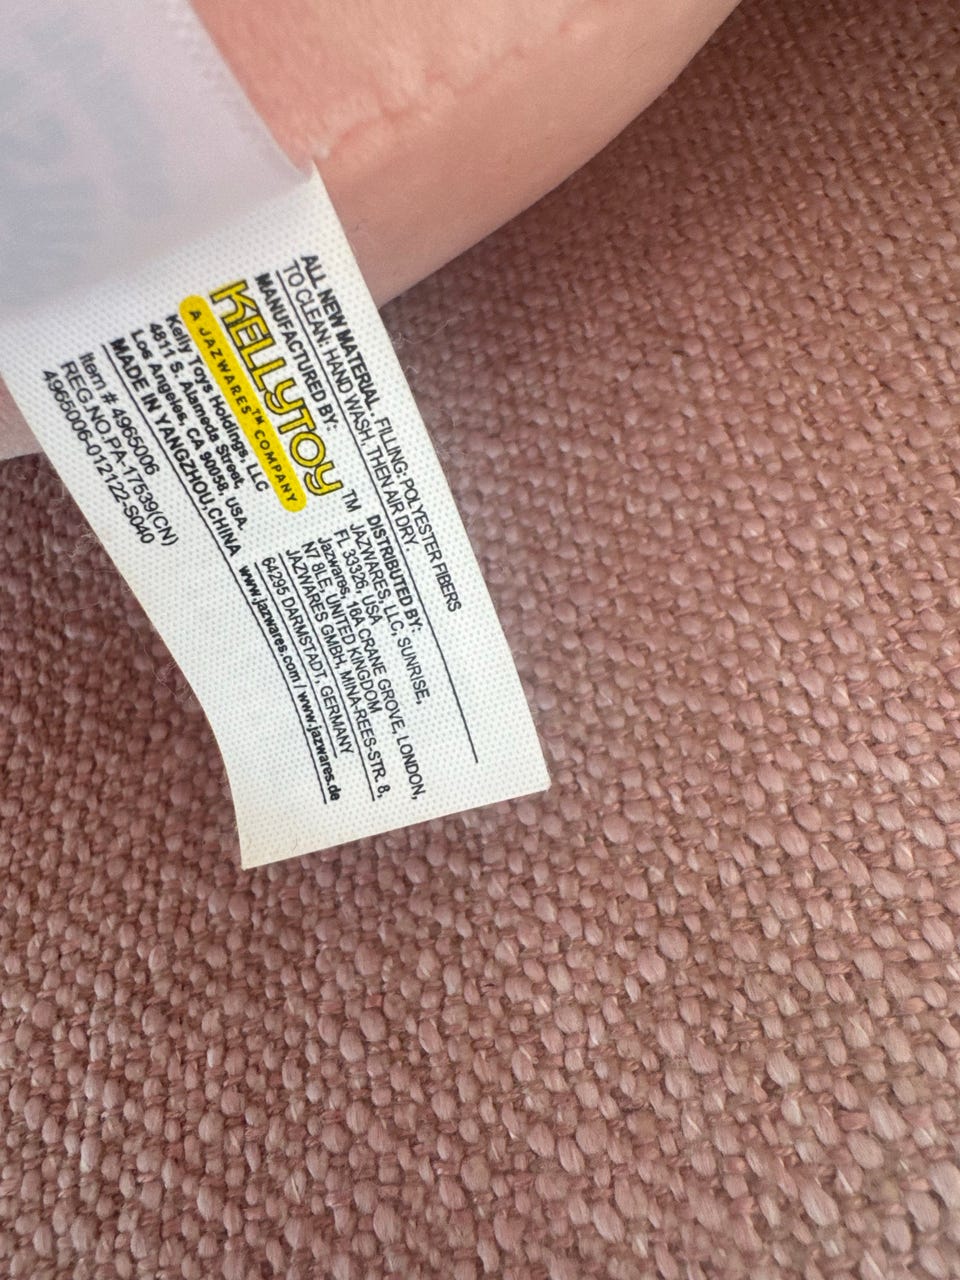 ALL NEW MATERIAL. FILLING: POLYESTER FIBERS
TO CLEAN: HAND WASH, THEN AIR DRY.
MANUFACTURED BY:
KELLYTOY™
A JAZWARES™ COMPANY
Kelly Toys Holdings, LLC
4811 S. Alameda Street.
Los Angeles, CA 90058, USA.
MADE IN YANGZHOU, CHINA
DISTRIBUTED BY:
JAZWARES, LLC, SUNRISE,
FL 33326, USA
Jazwares, 16A CRANE GROVE, LONDON,
N7 8LE, UNITED KINGDOM
JAZWARES GMBH, MINA-REES-STR. 8,
64295 DARMSTADT, GERMANY
www.jazwares.com / www.jazwares.de
Item # 4965006
REG.NO.PA-17539(CN)
4965006-012122-S040